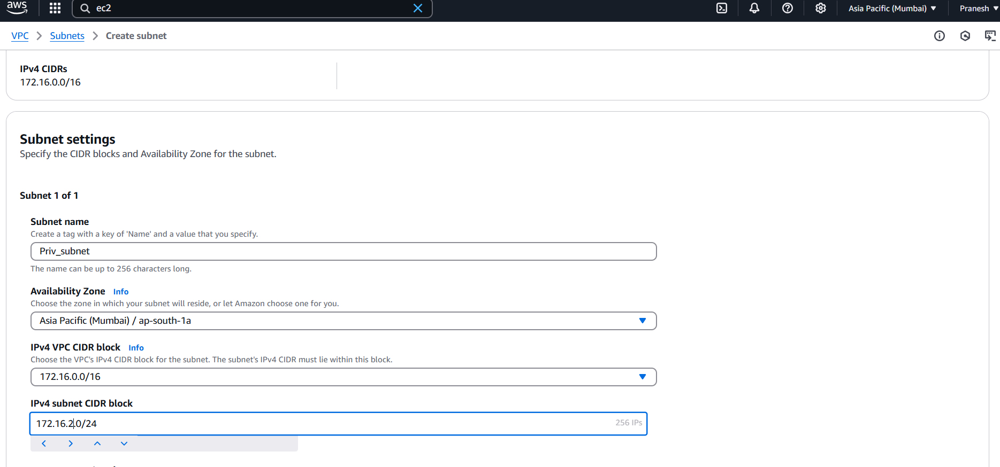 aws
ec2
Asia Pacific (Mumbai)
Pranesh
VPC
Subnets
Create subnet
IPv4 CIDRs
172.16.0.0/16
Subnet settings
Specify the CIDR blocks and Availability Zone for the subnet.
Subnet 1 of 1
Subnet name
Create a tag with a key of 'Name' and a value that you specify.
Priv_subnet
The name can be up to 256 characters long.
Availability Zone Info
Choose the zone in which your subnet will reside, or let Amazon choose one for you.
Asia Pacific (Mumbai) / ap-south-1a
IPv4 VPC CIDR block Info
Choose the VPC's IPv4 CIDR block for the subnet. The subnet's IPv4 CIDR must lie within this block.
172.16.0.0/16
IPv4 subnet CIDR block
172.16.2.0/24
256 IPs